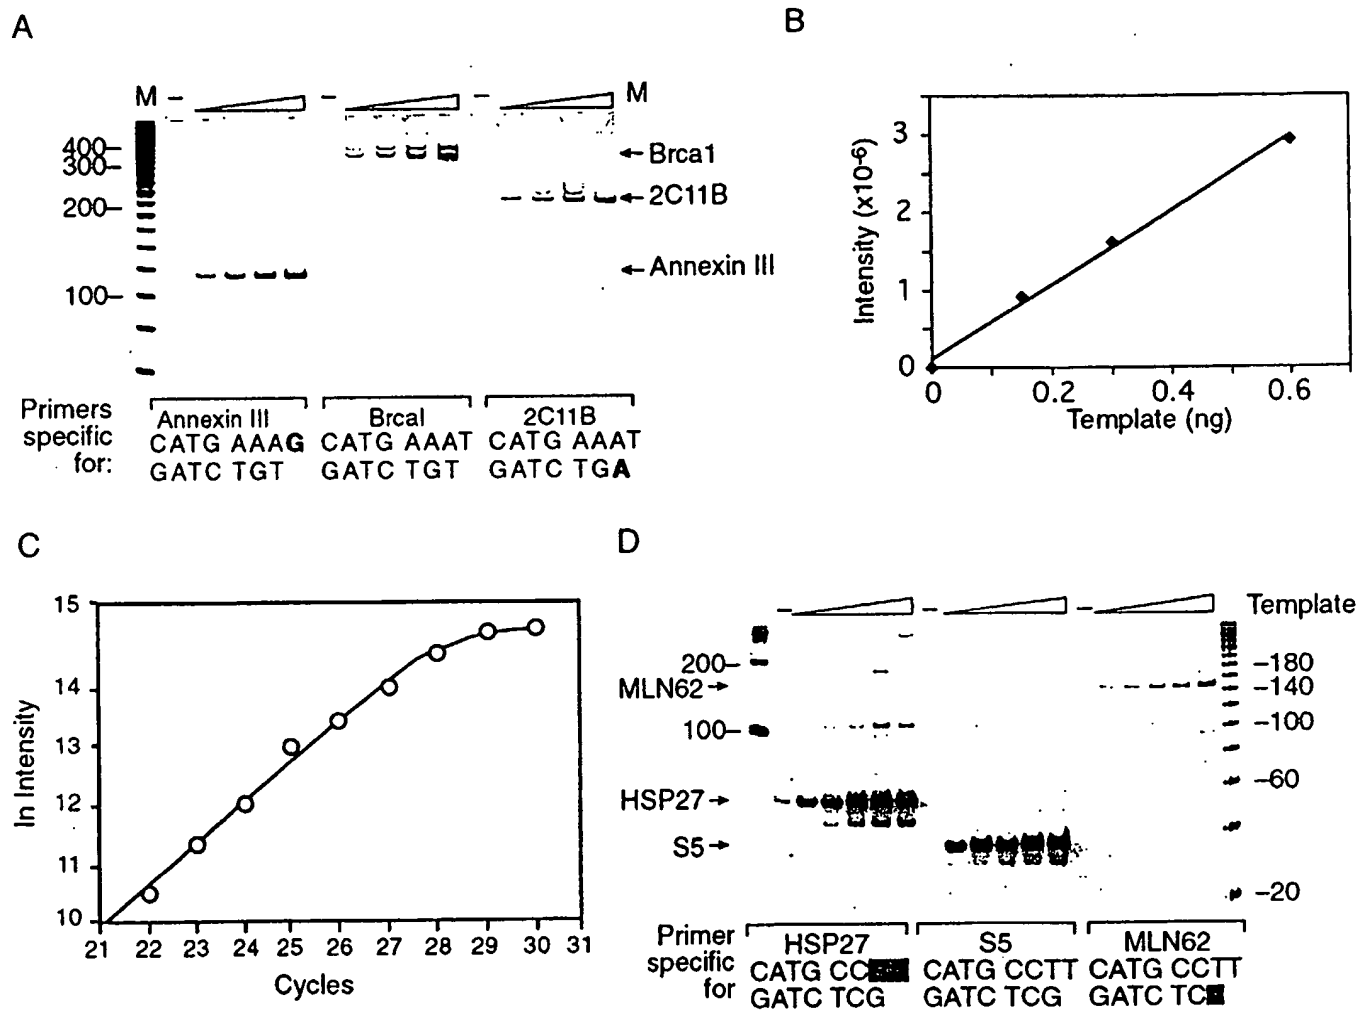 A
M – – – M
400–
300–
200–
100–
←Brca1
←2C11B
←Annexin III
Primers
specific
for:
Annexin III BrcaI 2C11B
CATG AAAG CATG AAAT CATG AAAT
GATC TGT GATC TGT GATC TGA
B
3
2
1
0
Intensity (x10-6)
0 0.2 0.4 0.6
Template (ng)
C
15
14
13
12
11
10
ln Intensity
21 22 23 24 25 26 27 28 29 30 31
Cycles
D
– – – Template
200–
MLN62→
100–
HSP27→
S5→
–180
–140
–100
–60
–20
Primer
specific
for
HSP27 S5 MLN62
CATG CC CATG CCTT CATG CCTT
GATC TCG GATC TCG GATC TC